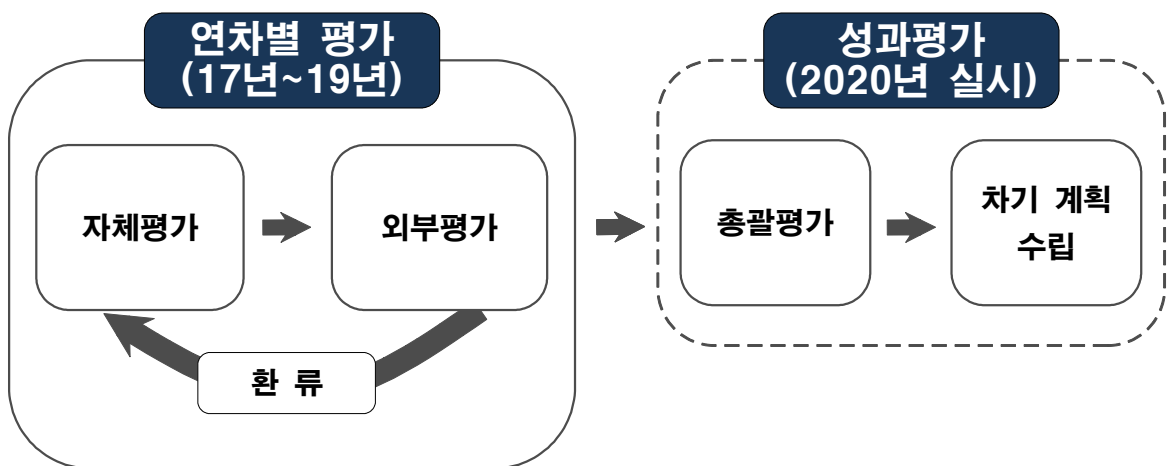 연차별 평가
(17년~19년)
성과평가
(2020년 실시)
자체평가
외부평가
총괄평가
차기 계획
수립
환 류